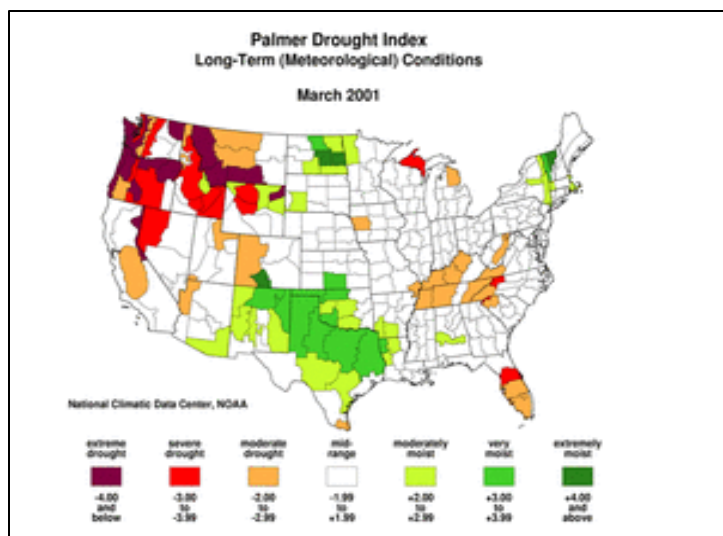 Palmer Drought Index
Long-Term (Meteorological) Conditions
March 2001
National Climatic Data Center, NOAA
extreme drought
severe drought
moderate drought
mid-range
moderately moist
very moist
extremely moist
-4.00 and below
-3.00 to -3.99
-2.00 to -2.99
-1.99 to +1.99
+2.00 to +2.99
+3.00 to +3.99
+4.00 and above